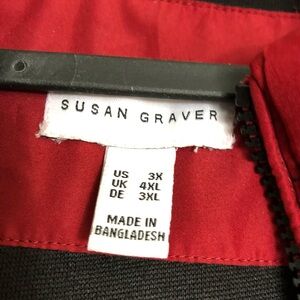 SUSAN GRAVER
US 3X
UK 4XL
DE 3XL
MADE IN
BANGLADESH